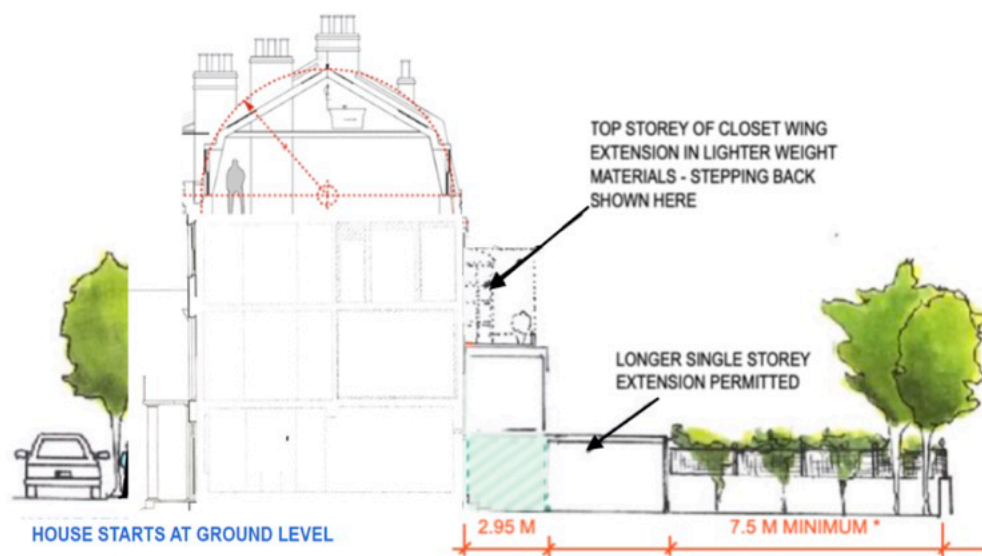 TOP STOREY OF CLOSET WING
EXTENSION IN LIGHTER WEIGHT
MATERIALS - STEPPING BACK
SHOWN HERE
LONGER SINGLE STOREY
EXTENSION PERMITTED
2.95 M
7.5 M MINIMUM *
HOUSE STARTS AT GROUND LEVEL